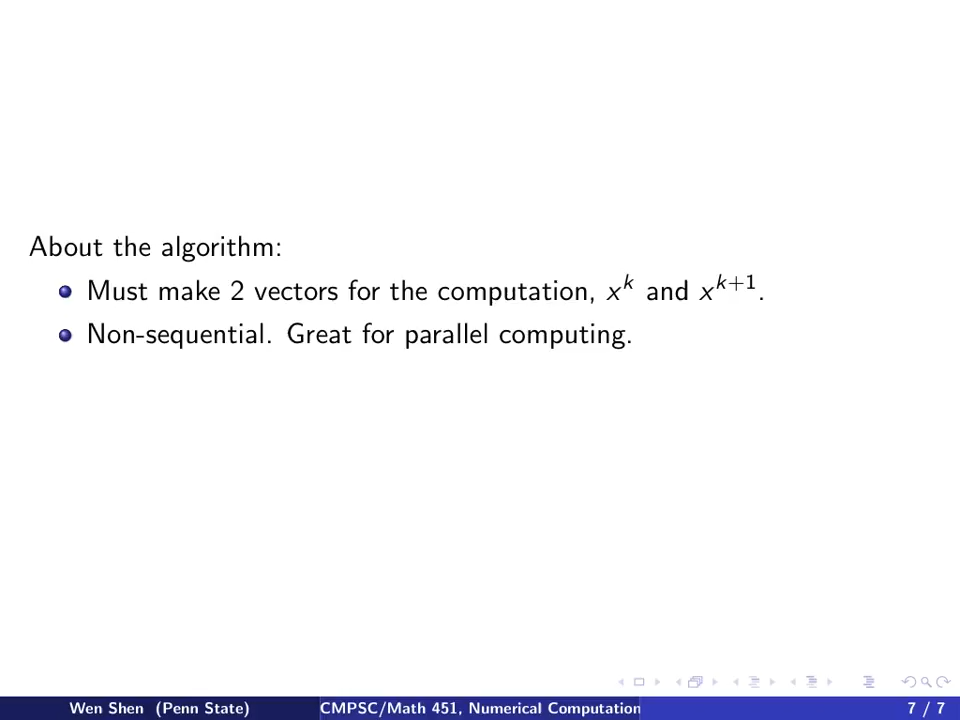 About the algorithm:
Must make 2 vectors for the computation, x^k and x^{k+1}.
Non-sequential. Great for parallel computing.
Wen Shen (Penn State) CMPSC/Math 451, Numerical Computation 7 / 7